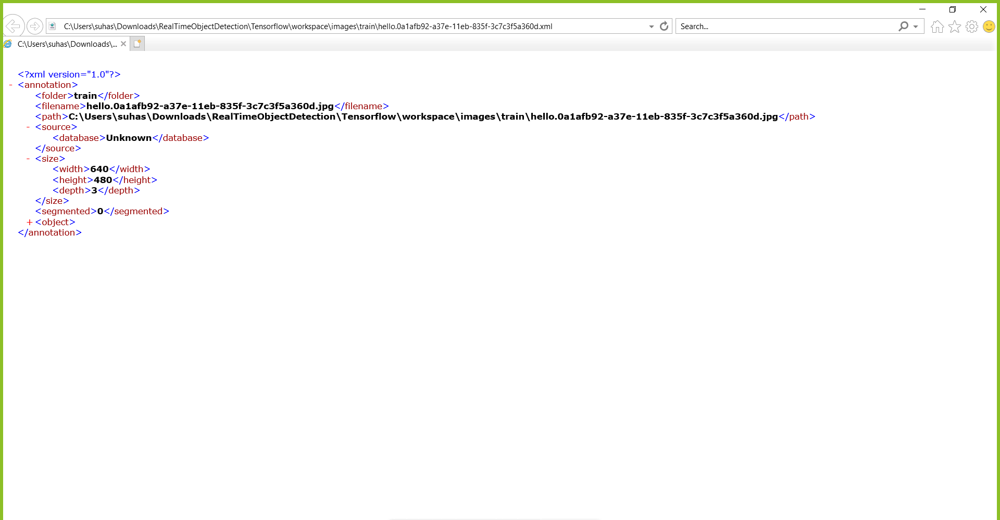 C:\Users\suhas\Downloads\RealTimeObjectDetection\Tensorflow\workspace\images\train\hello.0a1afb92-a37e-11eb-835f-3c7c3f5a360d.xml
Search...
C:\Users\suhas\Downloads\...
<?xml version="1.0"?>
- <annotation>
<folder>train</folder>
<filename>hello.0a1afb92-a37e-11eb-835f-3c7c3f5a360d.jpg</filename>
<path>C:\Users\suhas\Downloads\RealTimeObjectDetection\Tensorflow\workspace\images\train\hello.0a1afb92-a37e-11eb-835f-3c7c3f5a360d.jpg</path>
- <source>
<database>Unknown</database>
</source>
- <size>
<width>640</width>
<height>480</height>
<depth>3</depth>
</size>
<segmented>0</segmented>
+ <object>
</annotation>